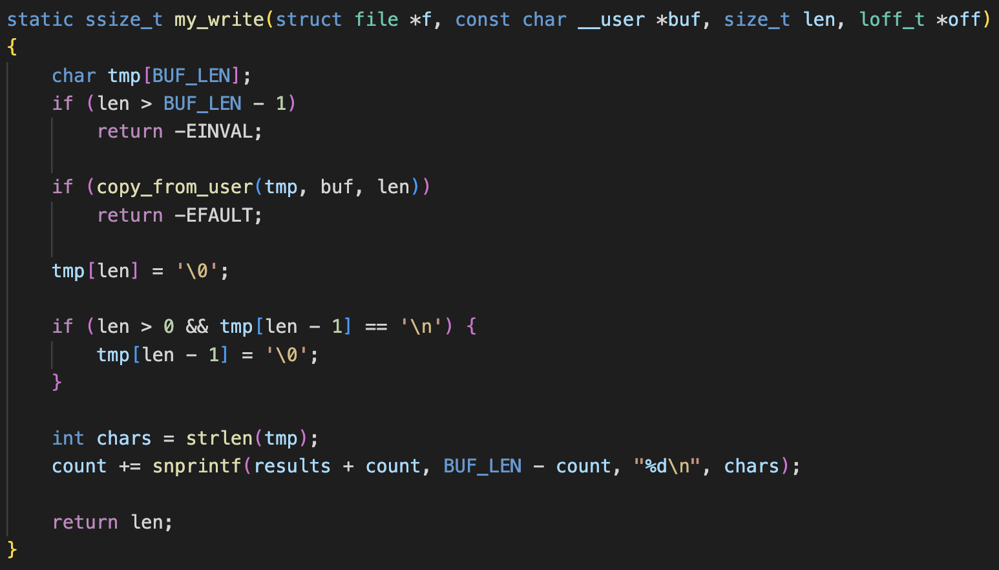 static ssize_t my_write(struct file *f, const char __user *buf, size_t len, loff_t *off)
{
    char tmp[BUF_LEN];
    if (len > BUF_LEN - 1)
        return -EINVAL;

    if (copy_from_user(tmp, buf, len))
        return -EFAULT;

    tmp[len] = '\0';

    if (len > 0 && tmp[len - 1] == '\n') {
        tmp[len - 1] = '\0';
    }

    int chars = strlen(tmp);
    count += snprintf(results + count, BUF_LEN - count, "%d\n", chars);

    return len;
}